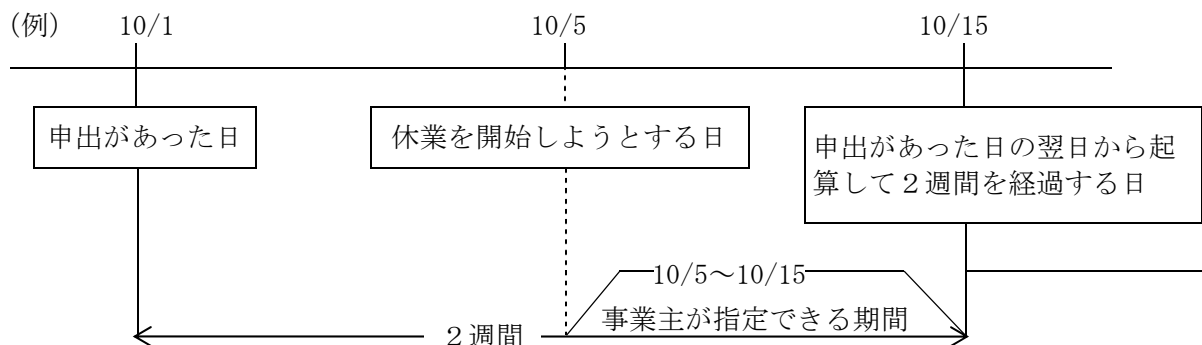 (例) 10/1 10/5 10/15
申出があった日
休業を開始しようとする日
申出があった日の翌日から起
算して２週間を経過する日
10/5～10/15
事業主が指定できる期間
２週間